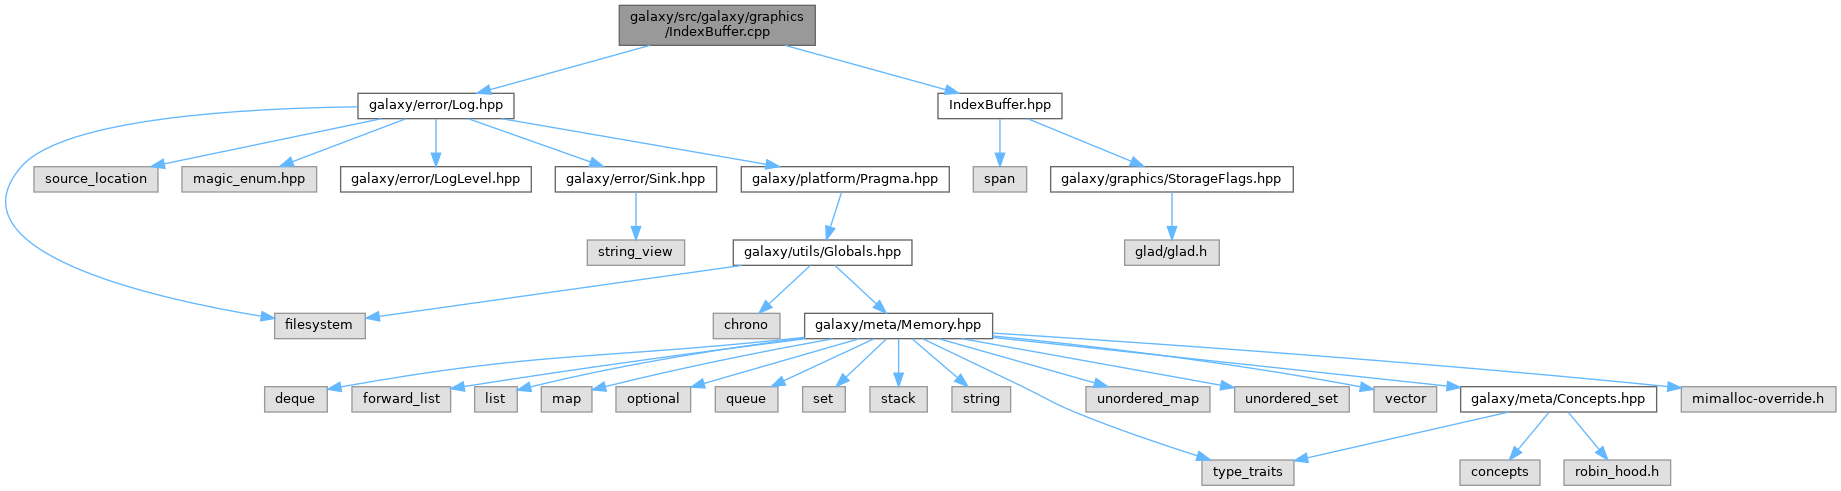 galaxy/src/galaxy/graphics
/IndexBuffer.cpp
galaxy/error/Log.hpp
IndexBuffer.hpp
source_location
magic_enum.hpp
galaxy/error/LogLevel.hpp
galaxy/error/Sink.hpp
galaxy/platform/Pragma.hpp
span
galaxy/graphics/StorageFlags.hpp
string_view
galaxy/utils/Globals.hpp
glad/glad.h
filesystem
chrono
galaxy/meta/Memory.hpp
deque
forward_list
list
map
optional
queue
set
stack
string
unordered_map
unordered_set
vector
galaxy/meta/Concepts.hpp
mimalloc-override.h
type_traits
concepts
robin_hood.h